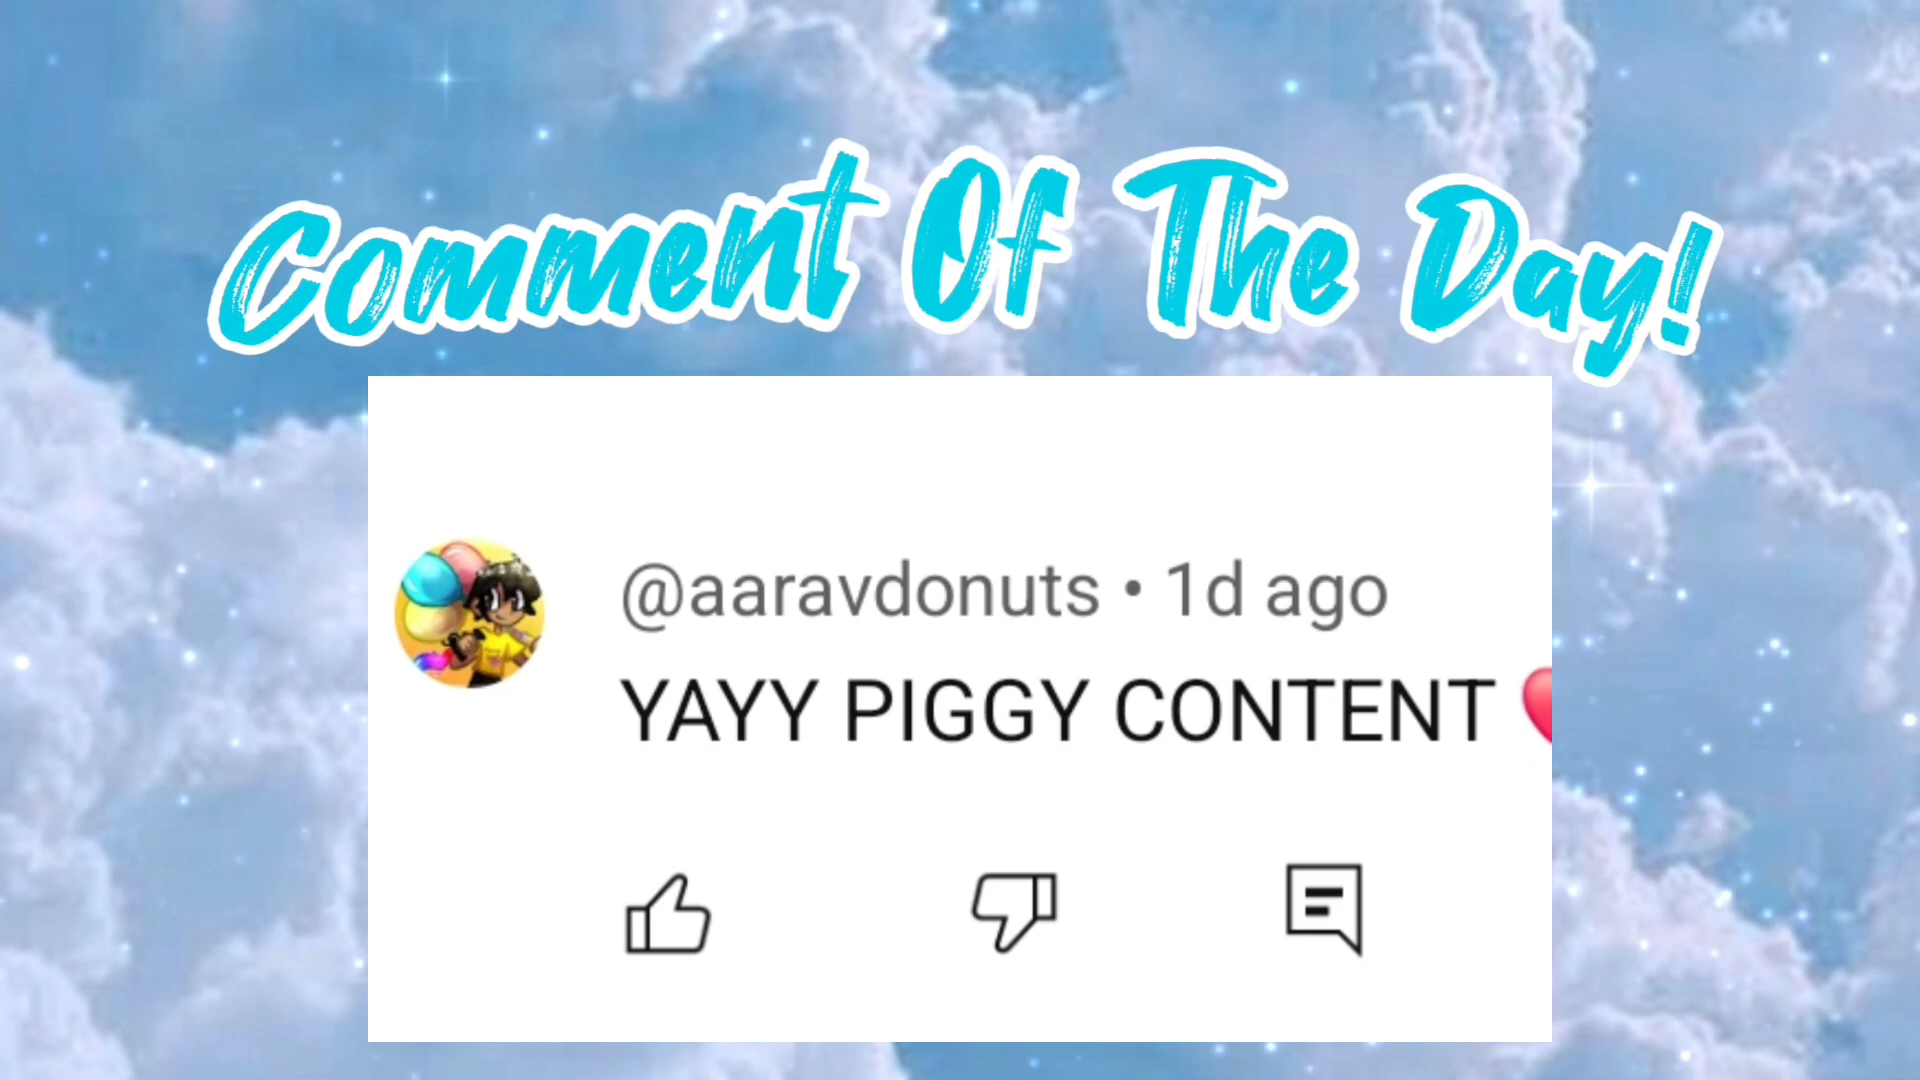 Comment Of The Day!
@aaravdonuts • 1d ago
YAYY PIGGY CONTENT ❤